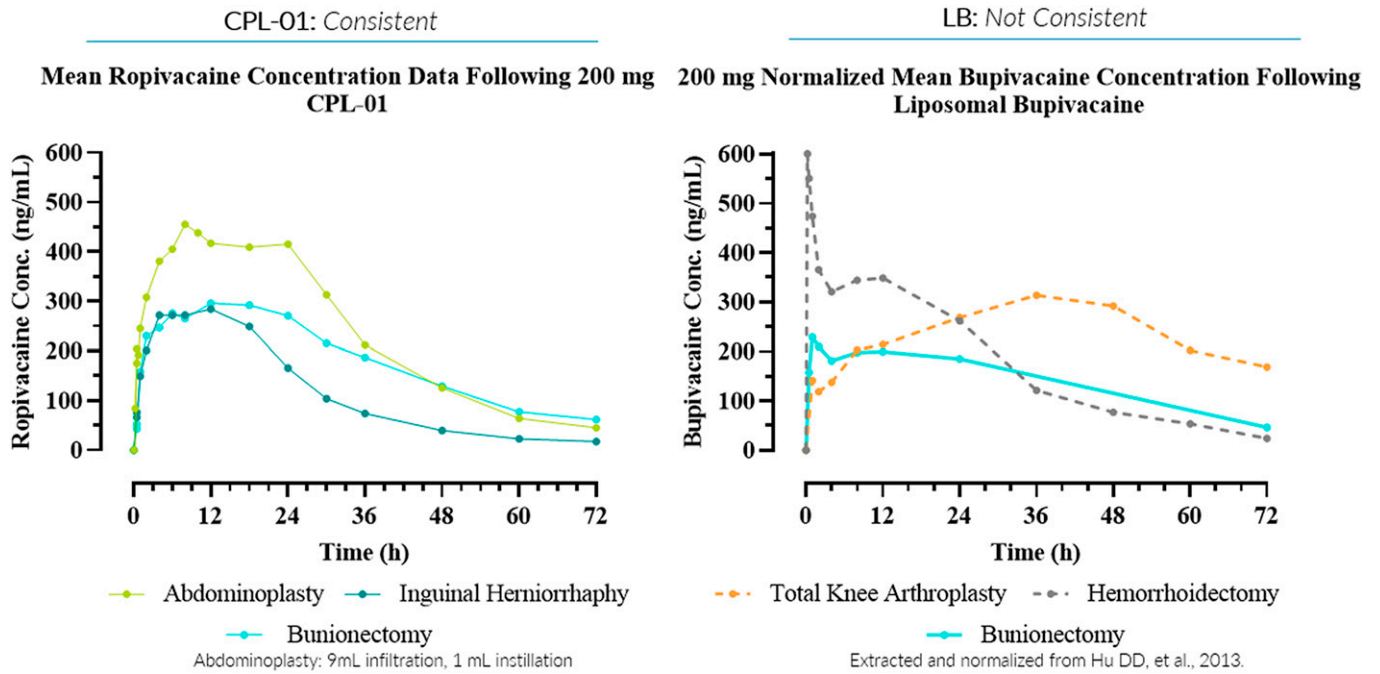 CPL-01: Consistent
Mean Ropivacaine Concentration Data Following 200 mg
CPL-01
Ropivacaine Conc. (ng/mL)
600
500
400
300
200
100
0
0 12 24 36 48 60 72
Time (h)
Abdominoplasty Inguinal Herniorrhaphy
Bunionectomy
Abdominoplasty: 9mL infiltration, 1 mL instillation
LB: Not Consistent
200 mg Normalized Mean Bupivacaine Concentration Following
Liposomal Bupivacaine
Bupivacaine Conc. (ng/mL)
600
500
400
300
200
100
0
0 12 24 36 48 60 72
Time (h)
Total Knee Arthroplasty Hemorrhoidectomy
Bunionectomy
Extracted and normalized from Hu DD, et al., 2013.